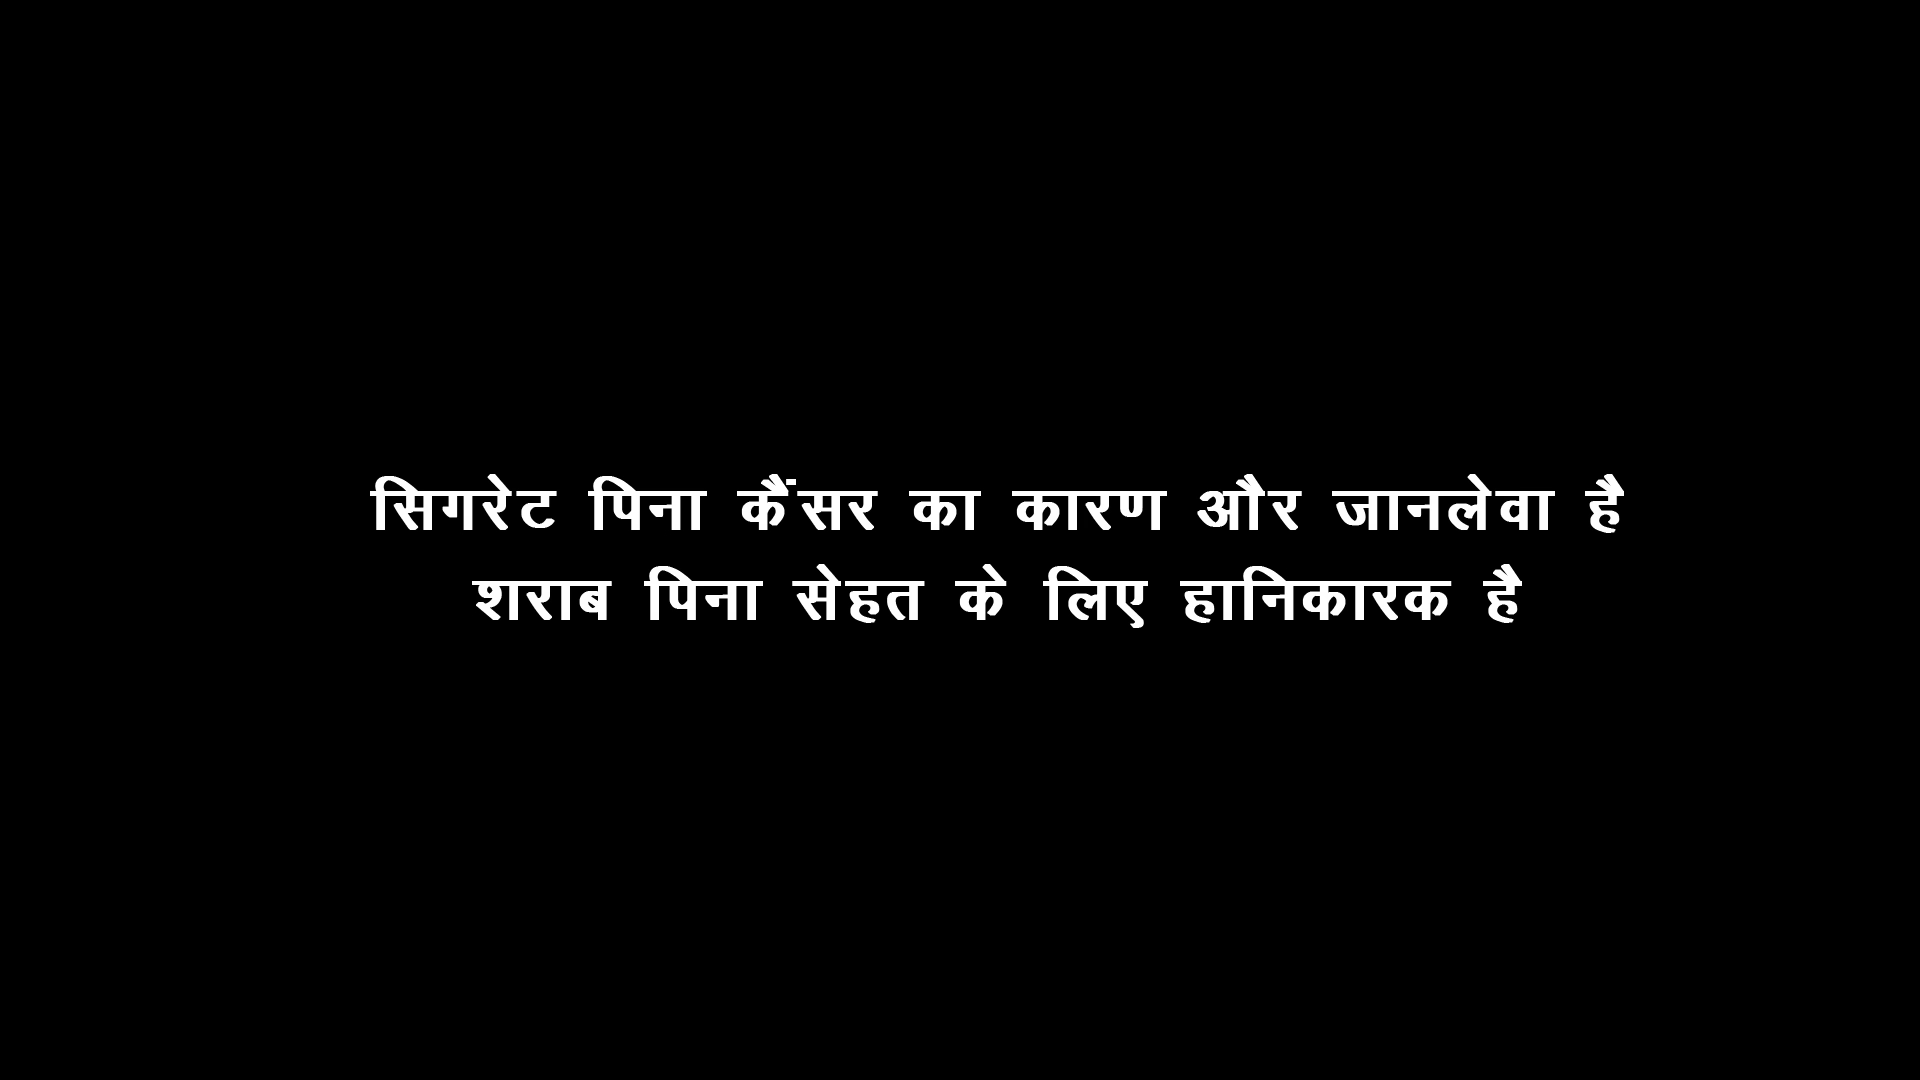 सिगरेट पिना कैंसर का कारण और जानलेवा है
शराब पिना सेहत के लिए हानिकारक है